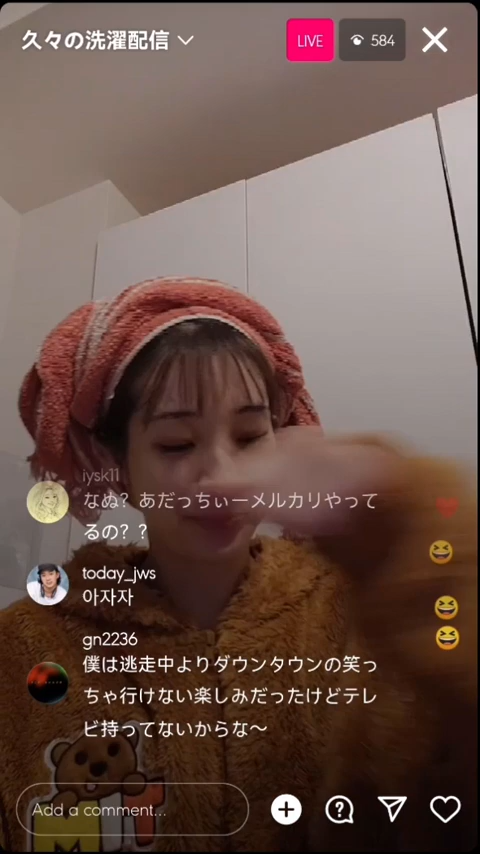 久々の洗濯配信
LIVE
584
iysk11
なぬ？あだっちぃーメルカリやって
るの？？
today_jws
아자자
gn2236
僕は逃走中よりダウンタウンの笑っ
ちゃ行けない楽しみだったけどテレ
ビ持ってないからな〜
Add a comment...